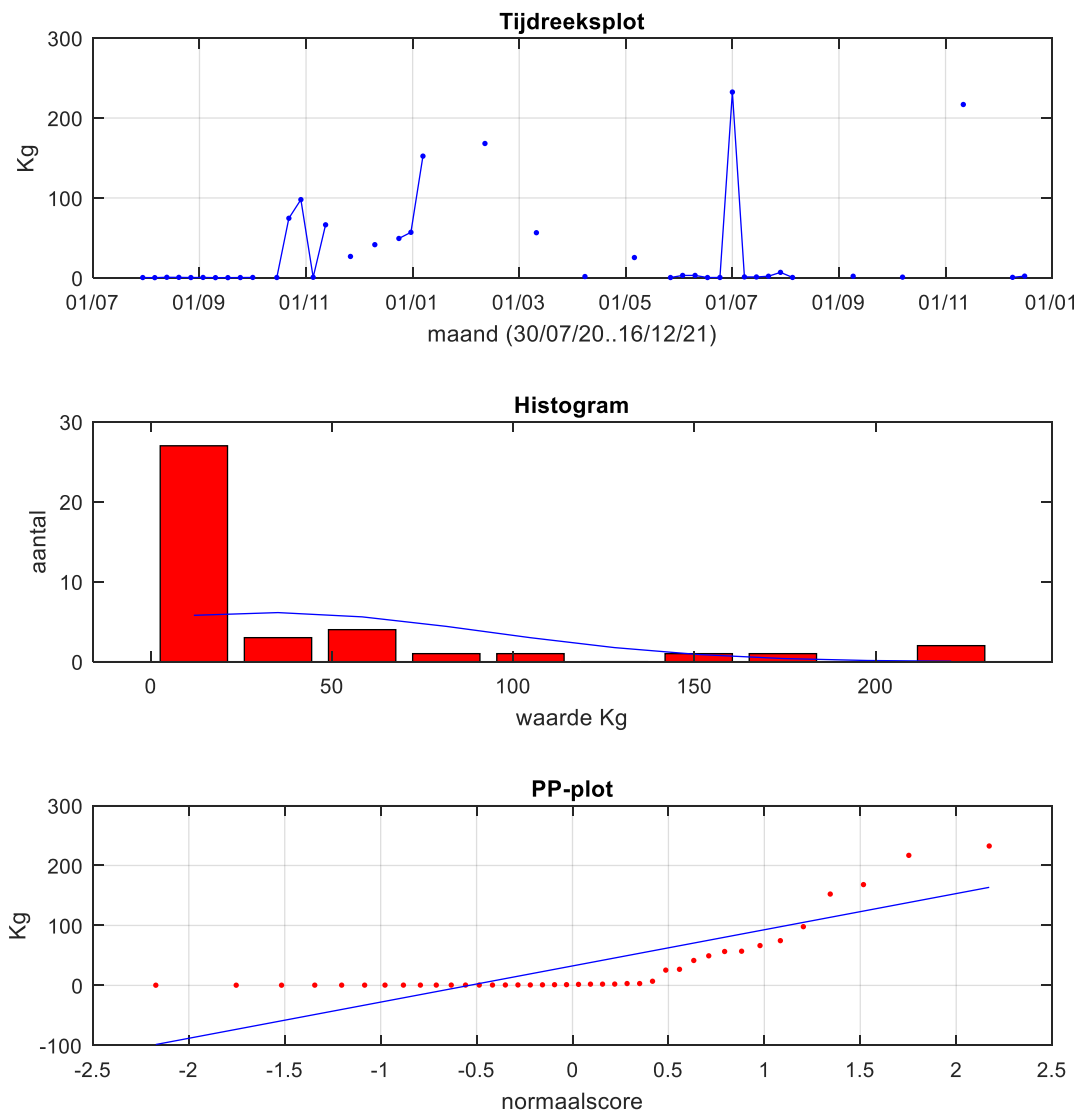 Tijdreeksplot
300
200
100
0
Kg
01/07 01/09 01/11 01/01 01/03 01/05 01/07 01/09 01/11 01/01
maand (30/07/20..16/12/21)
Histogram
30
20
10
0
aantal
0 50 100 150 200
waarde Kg
PP-plot
300
200
100
0
-100
Kg
-2.5 -2 -1.5 -1 -0.5 0 0.5 1 1.5 2 2.5
normaalscore